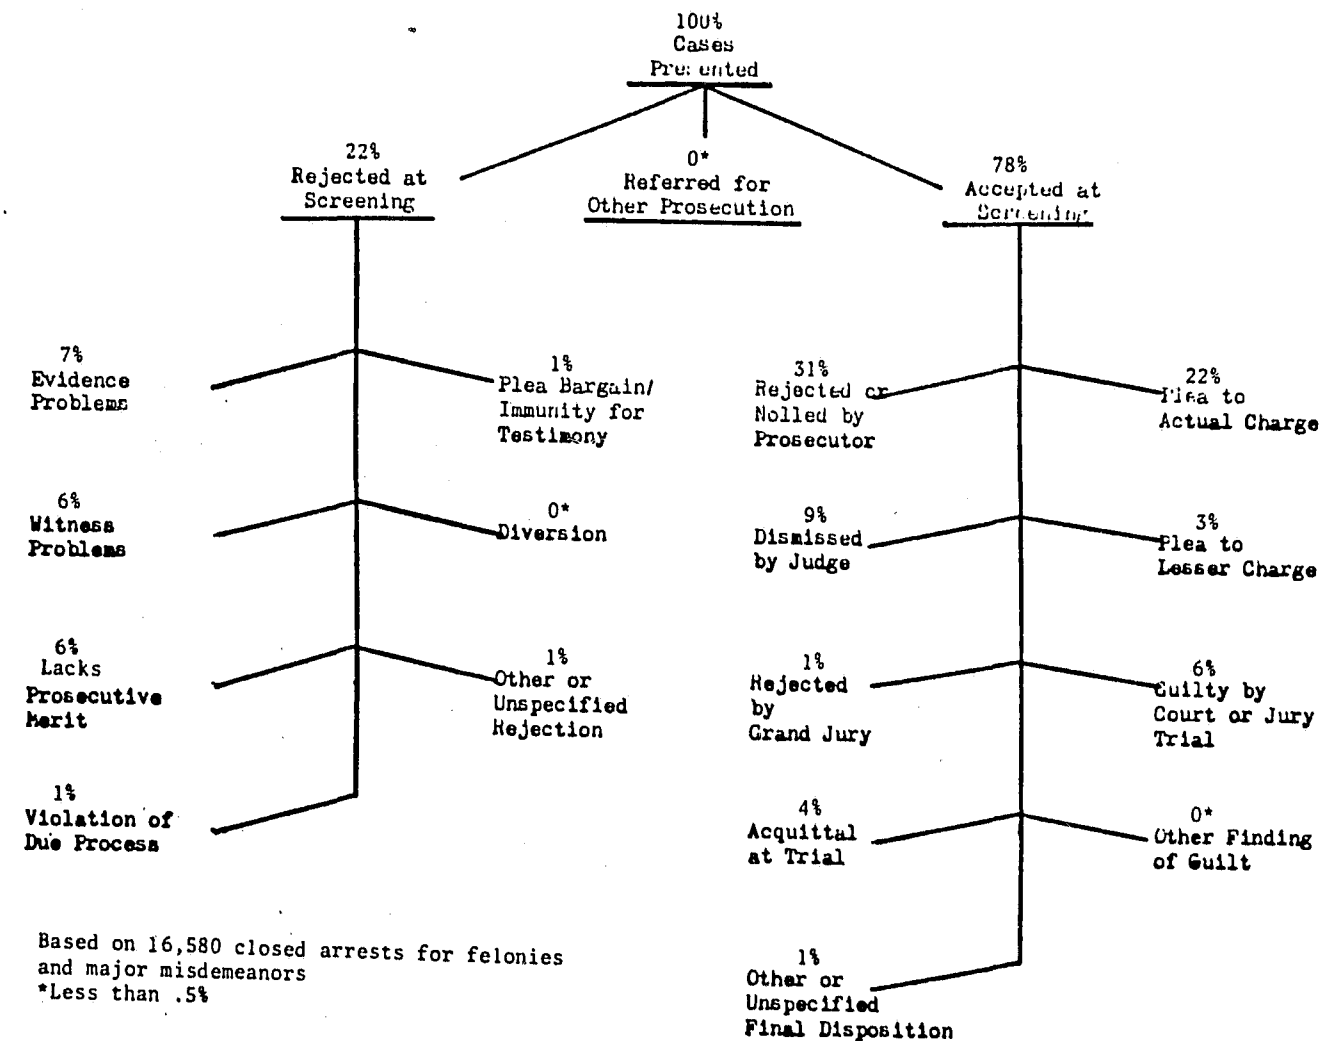 100%
Cases
Presented
22%
Rejected at
Screening
0*
Referred for
Other Prosecution
78%
Accepted at
Screening
7%
Evidence
Problems
1%
Plea Bargain/
Immunity for
Testimony
6%
Witness
Problems
0*
Diversion
6%
Lacks
Prosecutive
Merit
1%
Other or
Unspecified
Rejection
1%
Violation of
Due Process
31%
Rejected or
Nolled by
Prosecutor
22%
Plea to
Actual Charge
9%
Dismissed
by Judge
3%
Plea to
Lesser Charge
1%
Rejected
by
Grand Jury
6%
Guilty by
Court or Jury
Trial
4%
Acquittal
at Trial
0*
Other Finding
of Guilt
1%
Other or
Unspecified
Final Disposition
Based on 16,580 closed arrests for felonies
and major misdemeanors
*Less than .5%